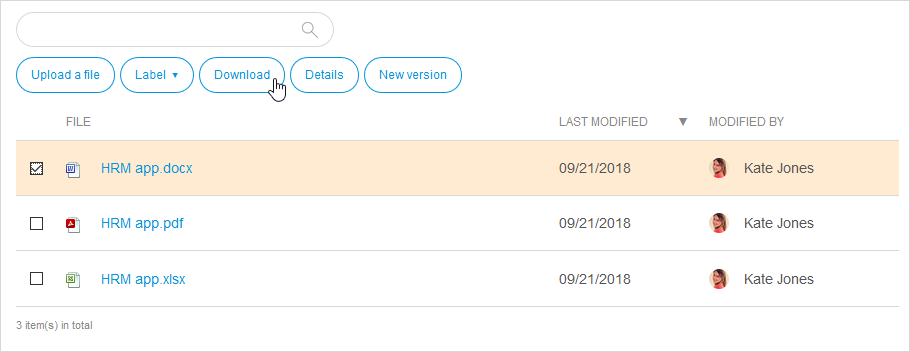 Upload a file Label ▼ Download Details New version
FILE LAST MODIFIED ▼ MODIFIED BY
HRM app.docx 09/21/2018 Kate Jones
HRM app.pdf 09/21/2018 Kate Jones
HRM app.xlsx 09/21/2018 Kate Jones
3 item(s) in total